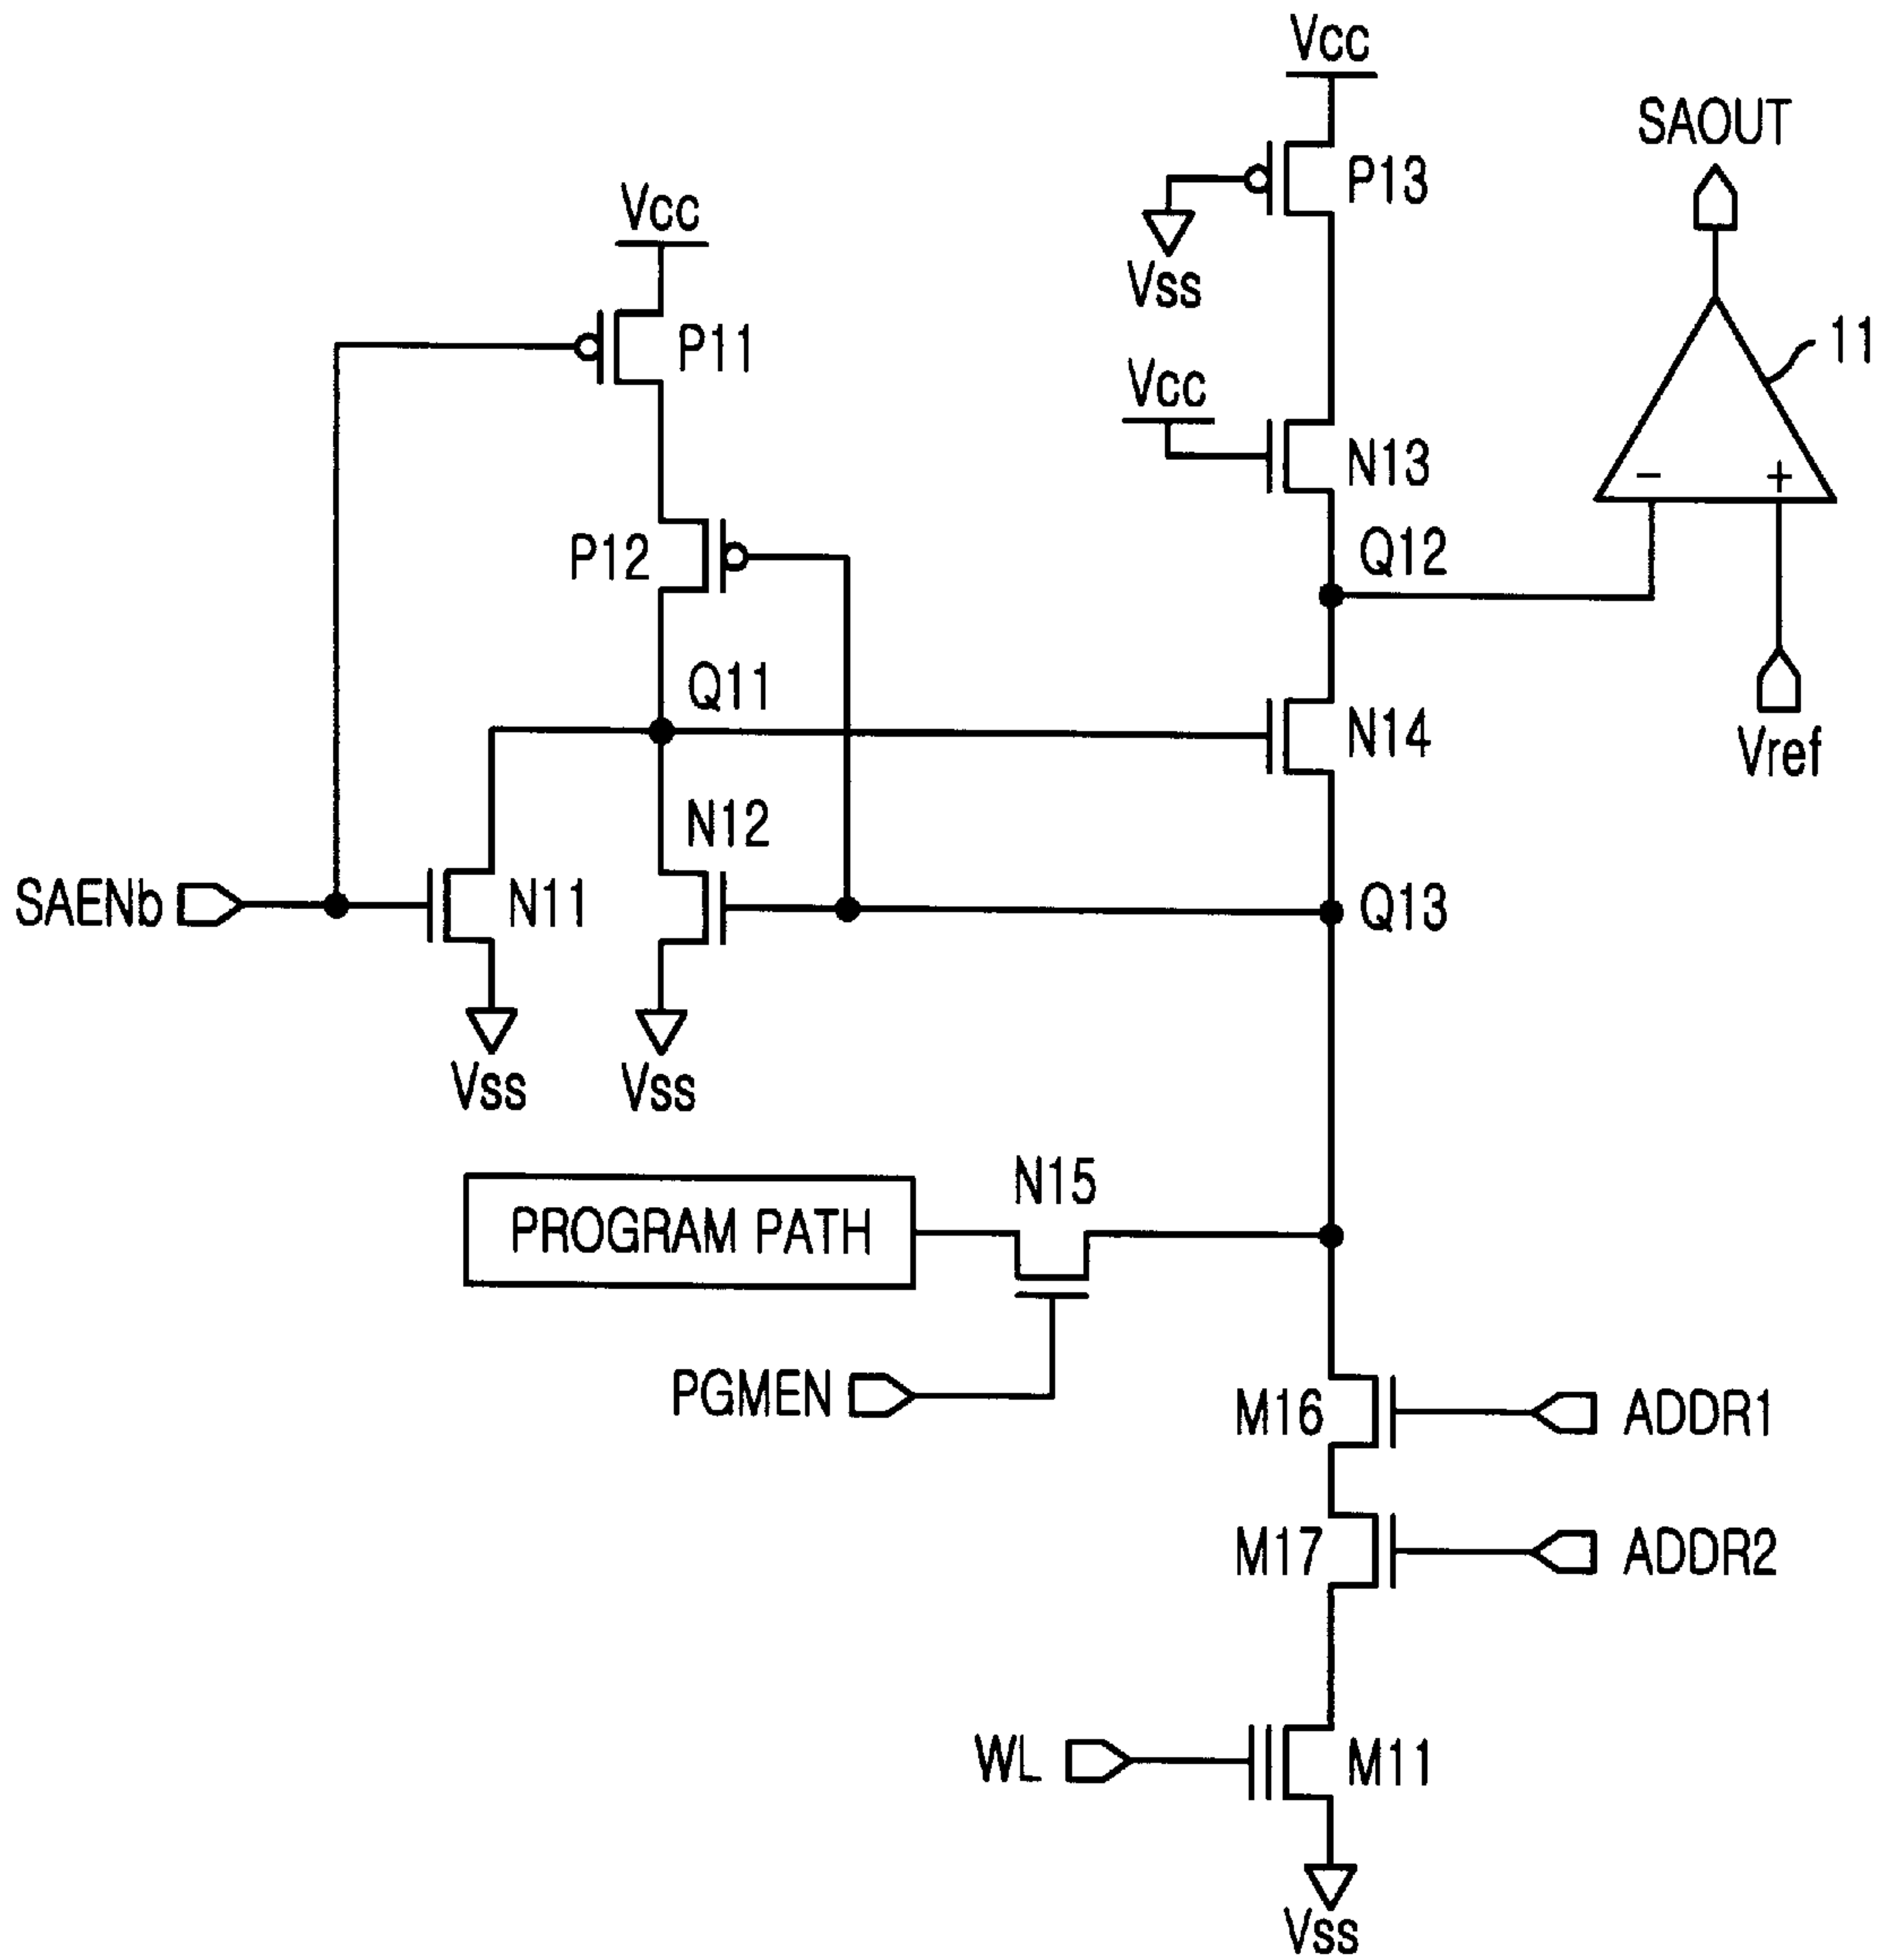 Vcc
SAOUT
P13
Vcc
Vss
P11
11
Vcc
N13
-
+
P12
Q12
Q11
N14
Vref
N12
SAENb
N11
Q13
Vss
Vss
N15
PROGRAM PATH
PGMEN
M16
ADDR1
M17
ADDR2
WL
M11
Vss